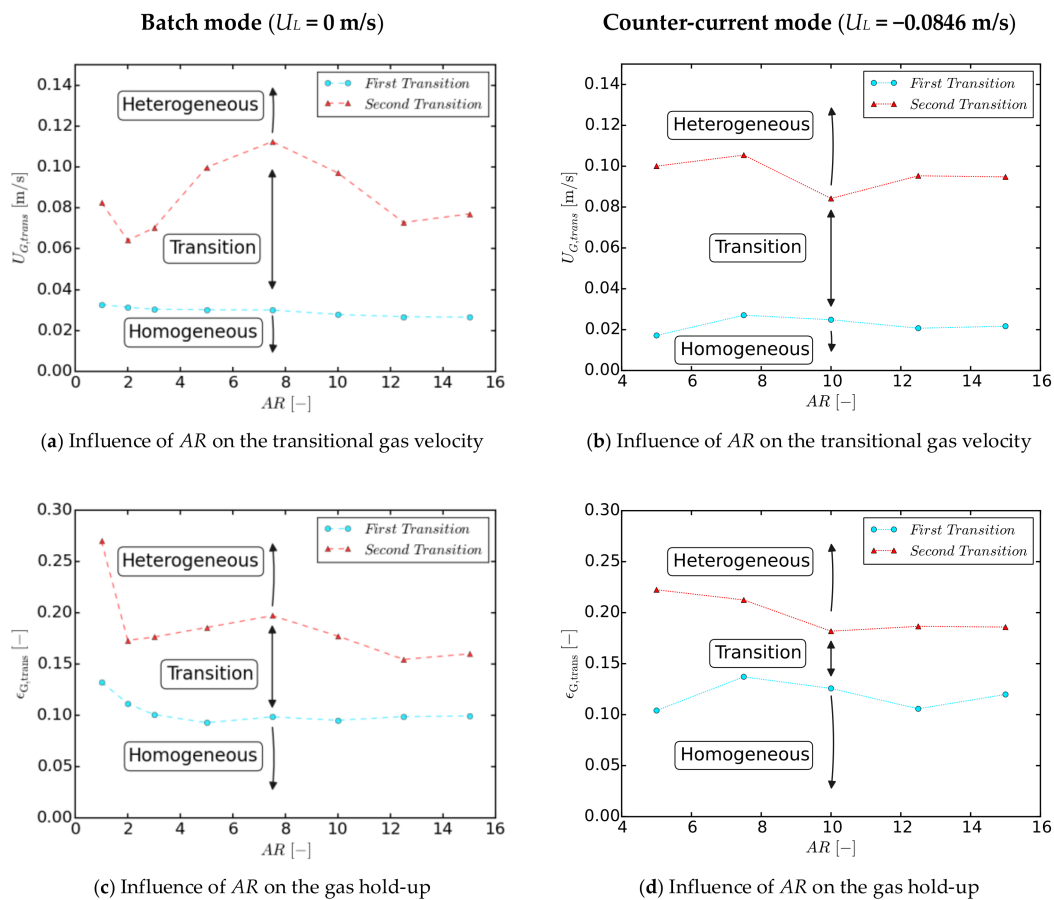 Batch mode (U_L = 0 m/s)
Counter-current mode (U_L = −0.0846 m/s)
0.14
0.12
0.10
0.08
0.06
0.04
0.02
0.00
U_G,trans [m/s]
First Transition
Second Transition
Heterogeneous
Transition
Homogeneous
0 2 4 6 8 10 12 14 16
AR [−]
(a) Influence of AR on the transitional gas velocity
0.14
0.12
0.10
0.08
0.06
0.04
0.02
0.00
U_G,trans [m/s]
First Transition
Second Transition
Heterogeneous
Transition
Homogeneous
4 6 8 10 12 14 16
AR [−]
(b) Influence of AR on the transitional gas velocity
0.30
0.25
0.20
0.15
0.10
0.05
0.00
ϵ_G,trans [−]
First Transition
Second Transition
Heterogeneous
Transition
Homogeneous
0 2 4 6 8 10 12 14 16
AR [−]
(c) Influence of AR on the gas hold-up
0.30
0.25
0.20
0.15
0.10
0.05
0.00
ϵ_G,trans [−]
First Transition
Second Transition
Heterogeneous
Transition
Homogeneous
4 6 8 10 12 14 16
AR [−]
(d) Influence of AR on the gas hold-up